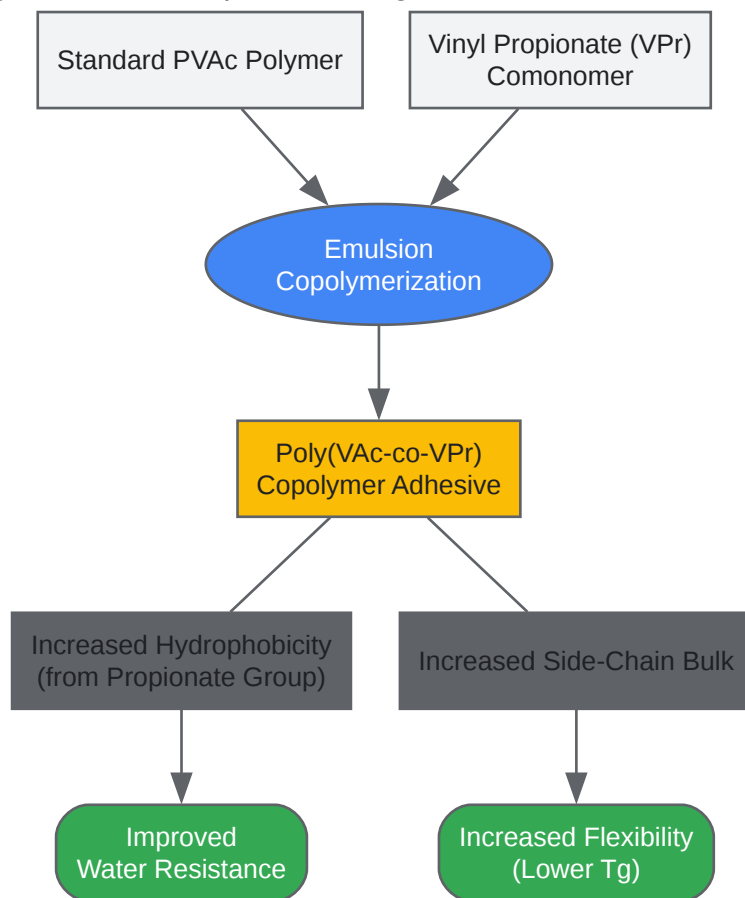 Standard PVAc Polymer
Vinyl Propionate (VPr)
Comonomer
Emulsion
Copolymerization
Poly(VAc-co-VPr)
Copolymer Adhesive
Increased Hydrophobicity
(from Propionate Group)
Increased Side-Chain Bulk
Improved
Water Resistance
Increased Flexibility
(Lower Tg)